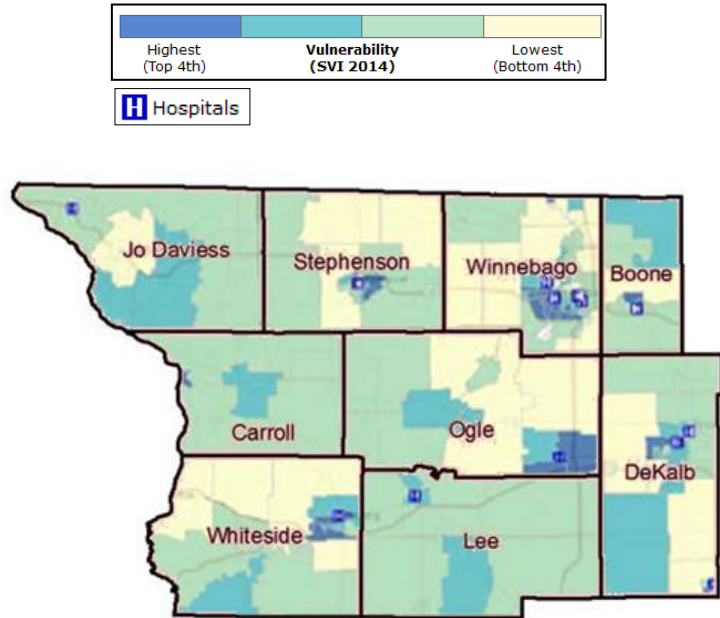 Highest
(Top 4th)
Vulnerability
(SVI 2014)
Lowest
(Bottom 4th)
H Hospitals
Jo Daviess
Stephenson
Winnebago
Boone
Carroll
Ogle
DeKalb
Whiteside
Lee